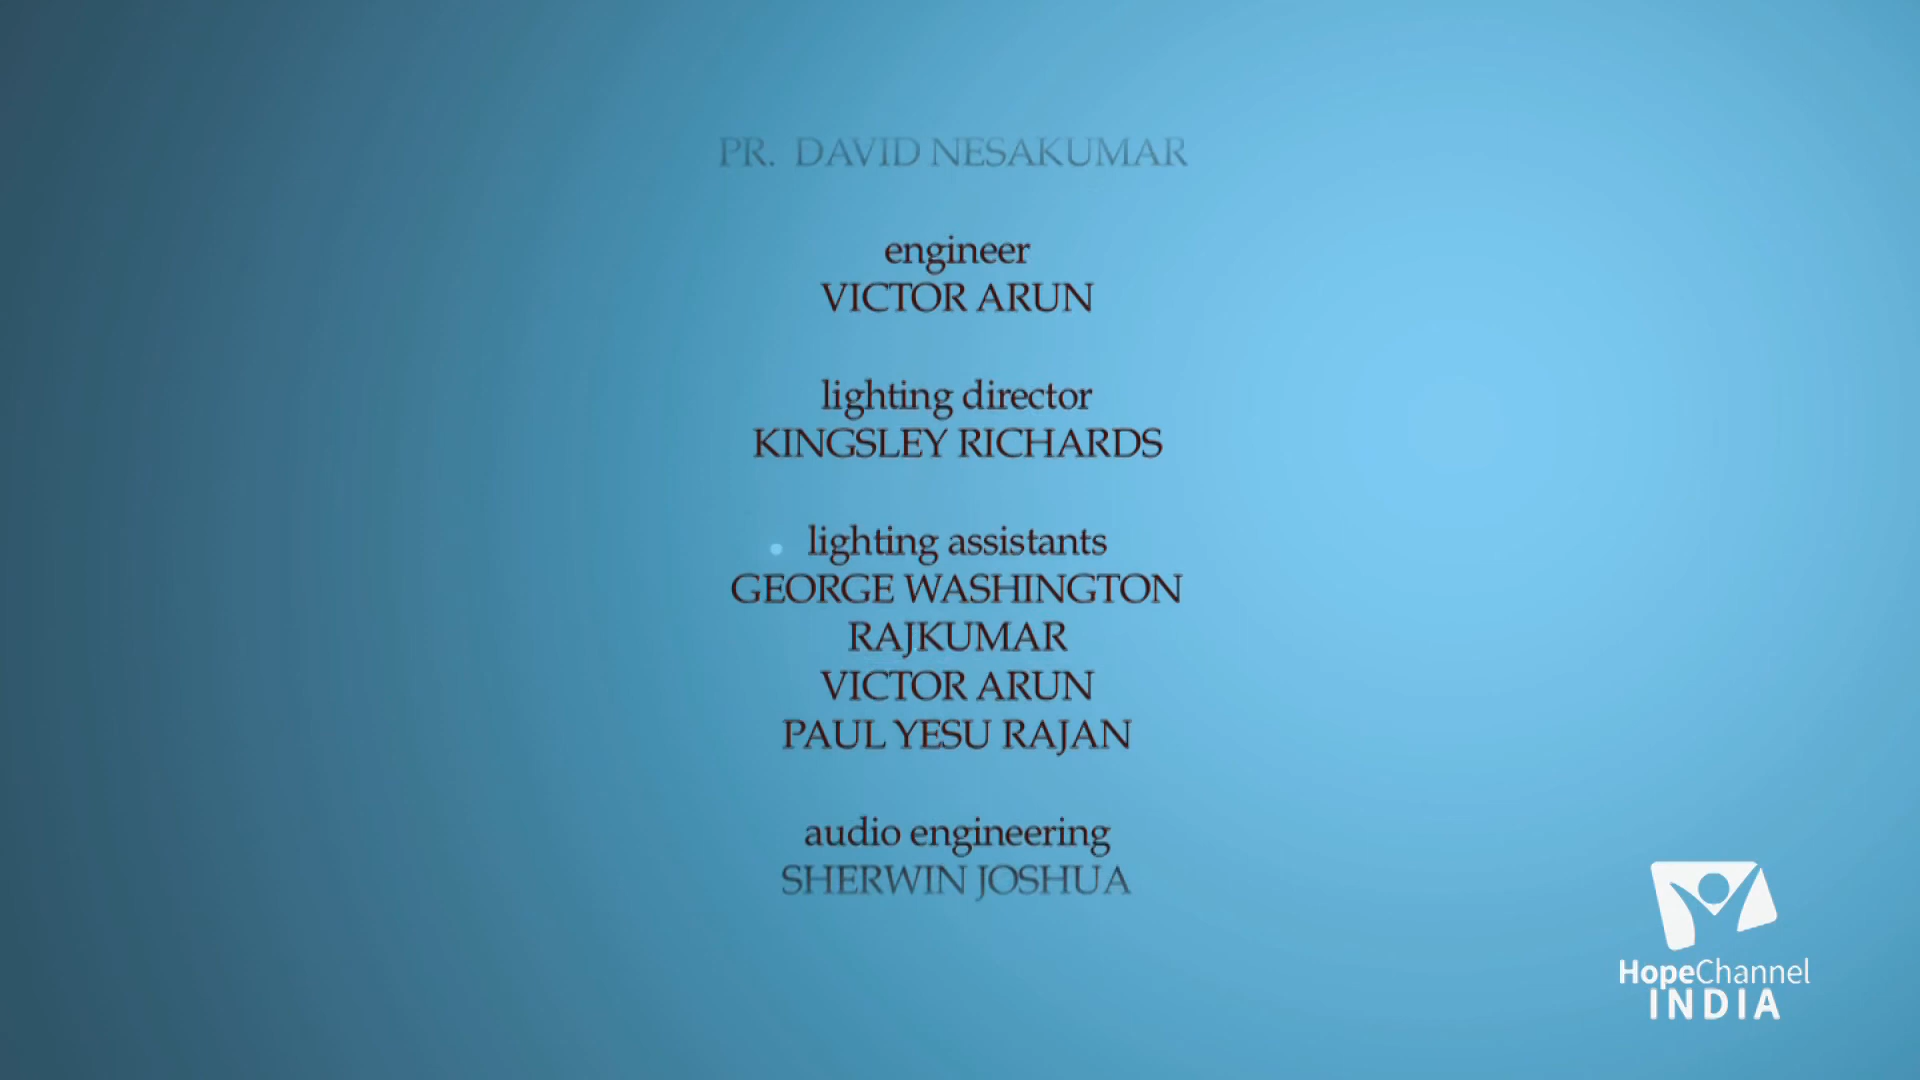 PR. DAVID NESAKUMAR
engineer
VICTOR ARUN
lighting director
KINGSLEY RICHARDS
lighting assistants
GEORGE WASHINGTON
RAJKUMAR
VICTOR ARUN
PAUL YESU RAJAN
audio engineering
SHERWIN JOSHUA
HopeChannel
INDIA